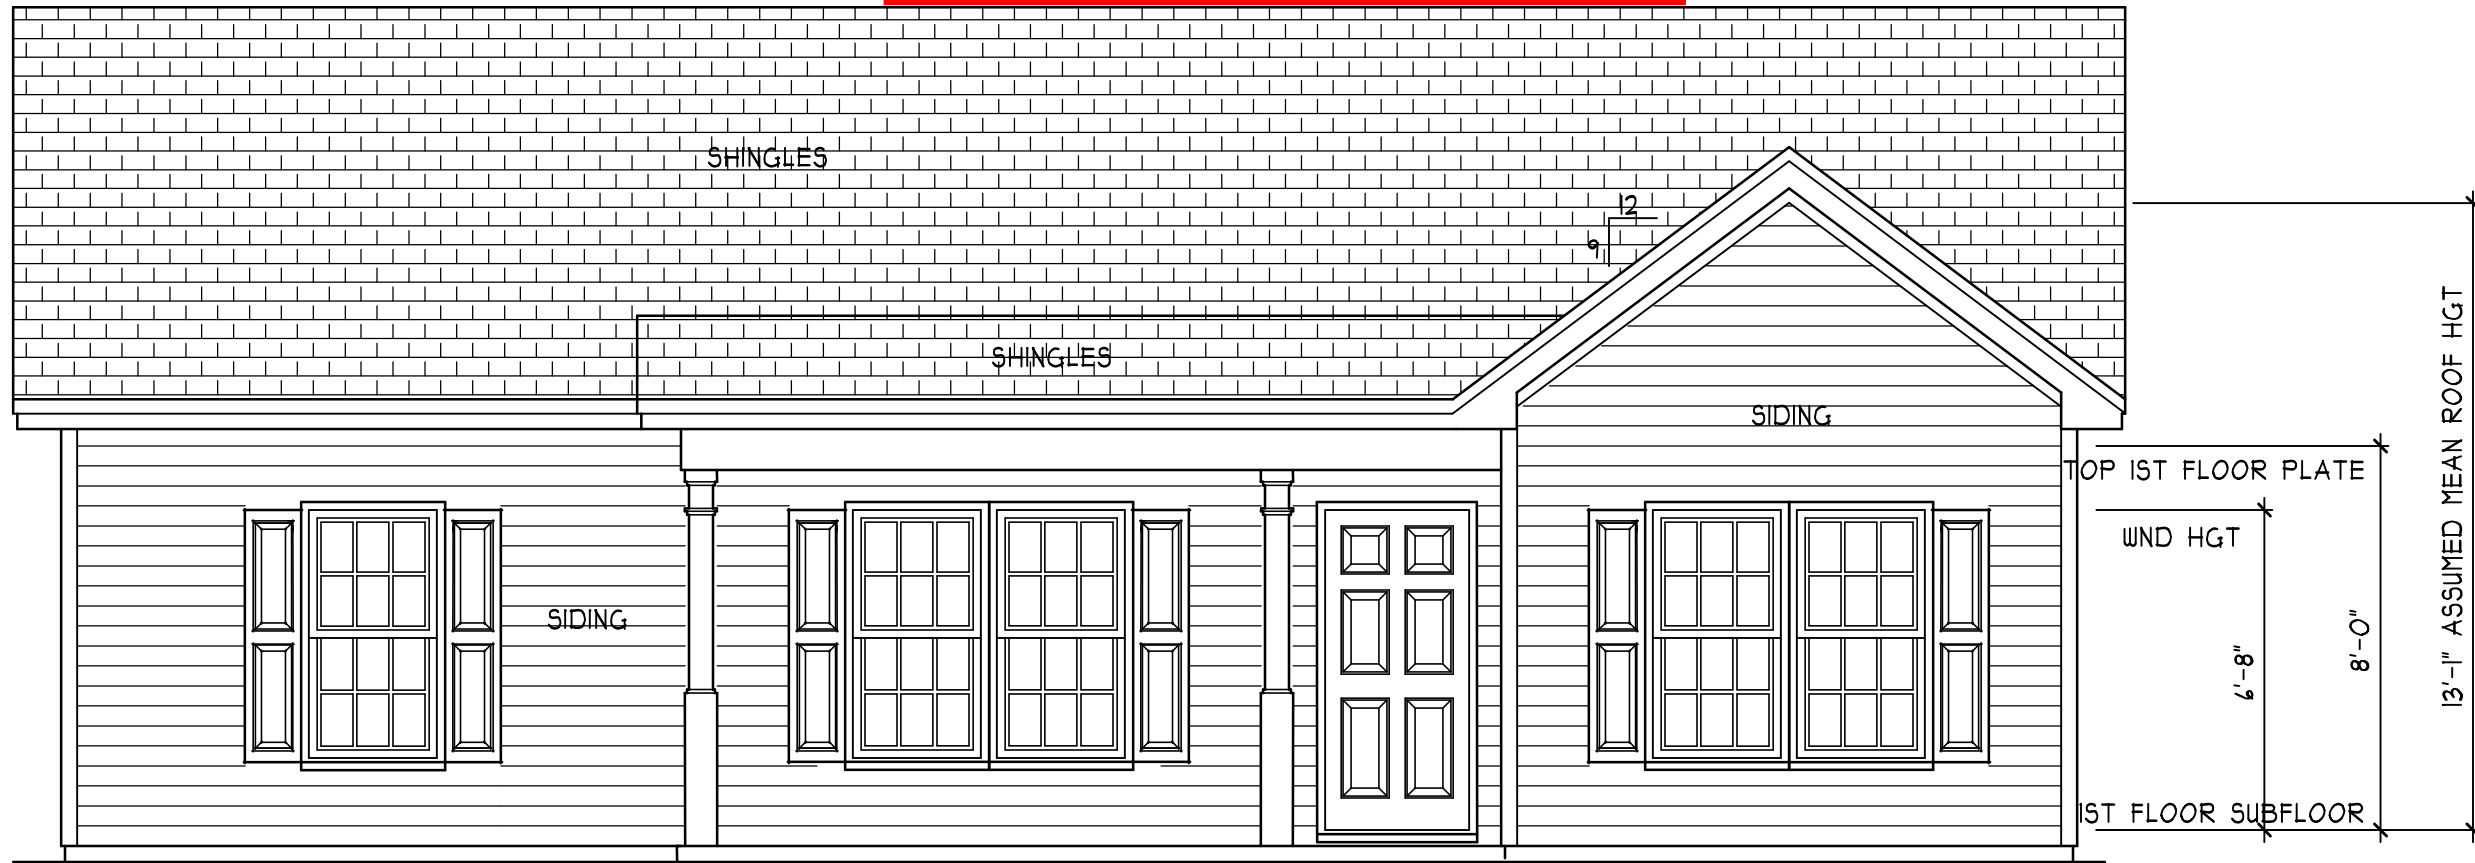 SHINGLES
12
9
SHINGLES
SIDING
TOP 1ST FLOOR PLATE
WND HGT
SIDING
6'-8"
8'-0"
13'-1" ASSUMED MEAN ROOF HGT
1ST FLOOR SUBFLOOR